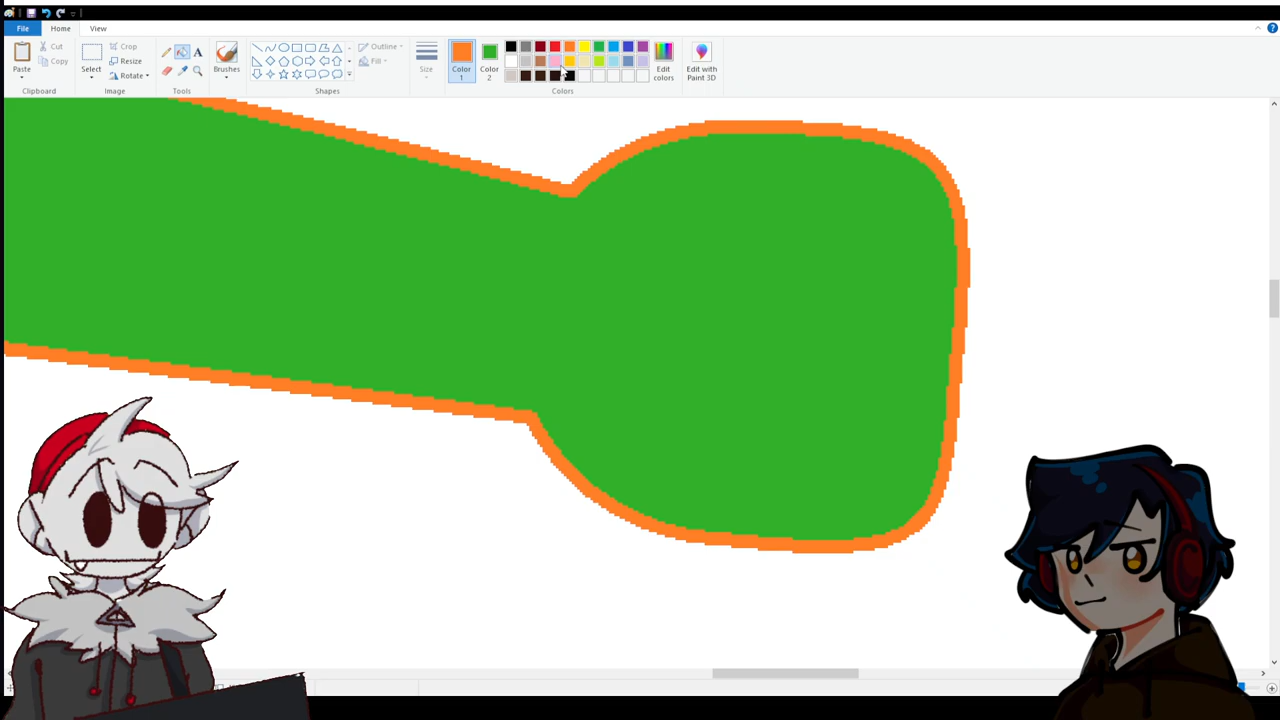 File Home View
Paste
Cut
Copy
Clipboard
Select
Crop
Resize
Rotate
Image
A
Tools
Brushes
Outline
Fill
Shapes
Size
Color 1
Color 2
Colors
Edit colors
Edit with Paint 3D